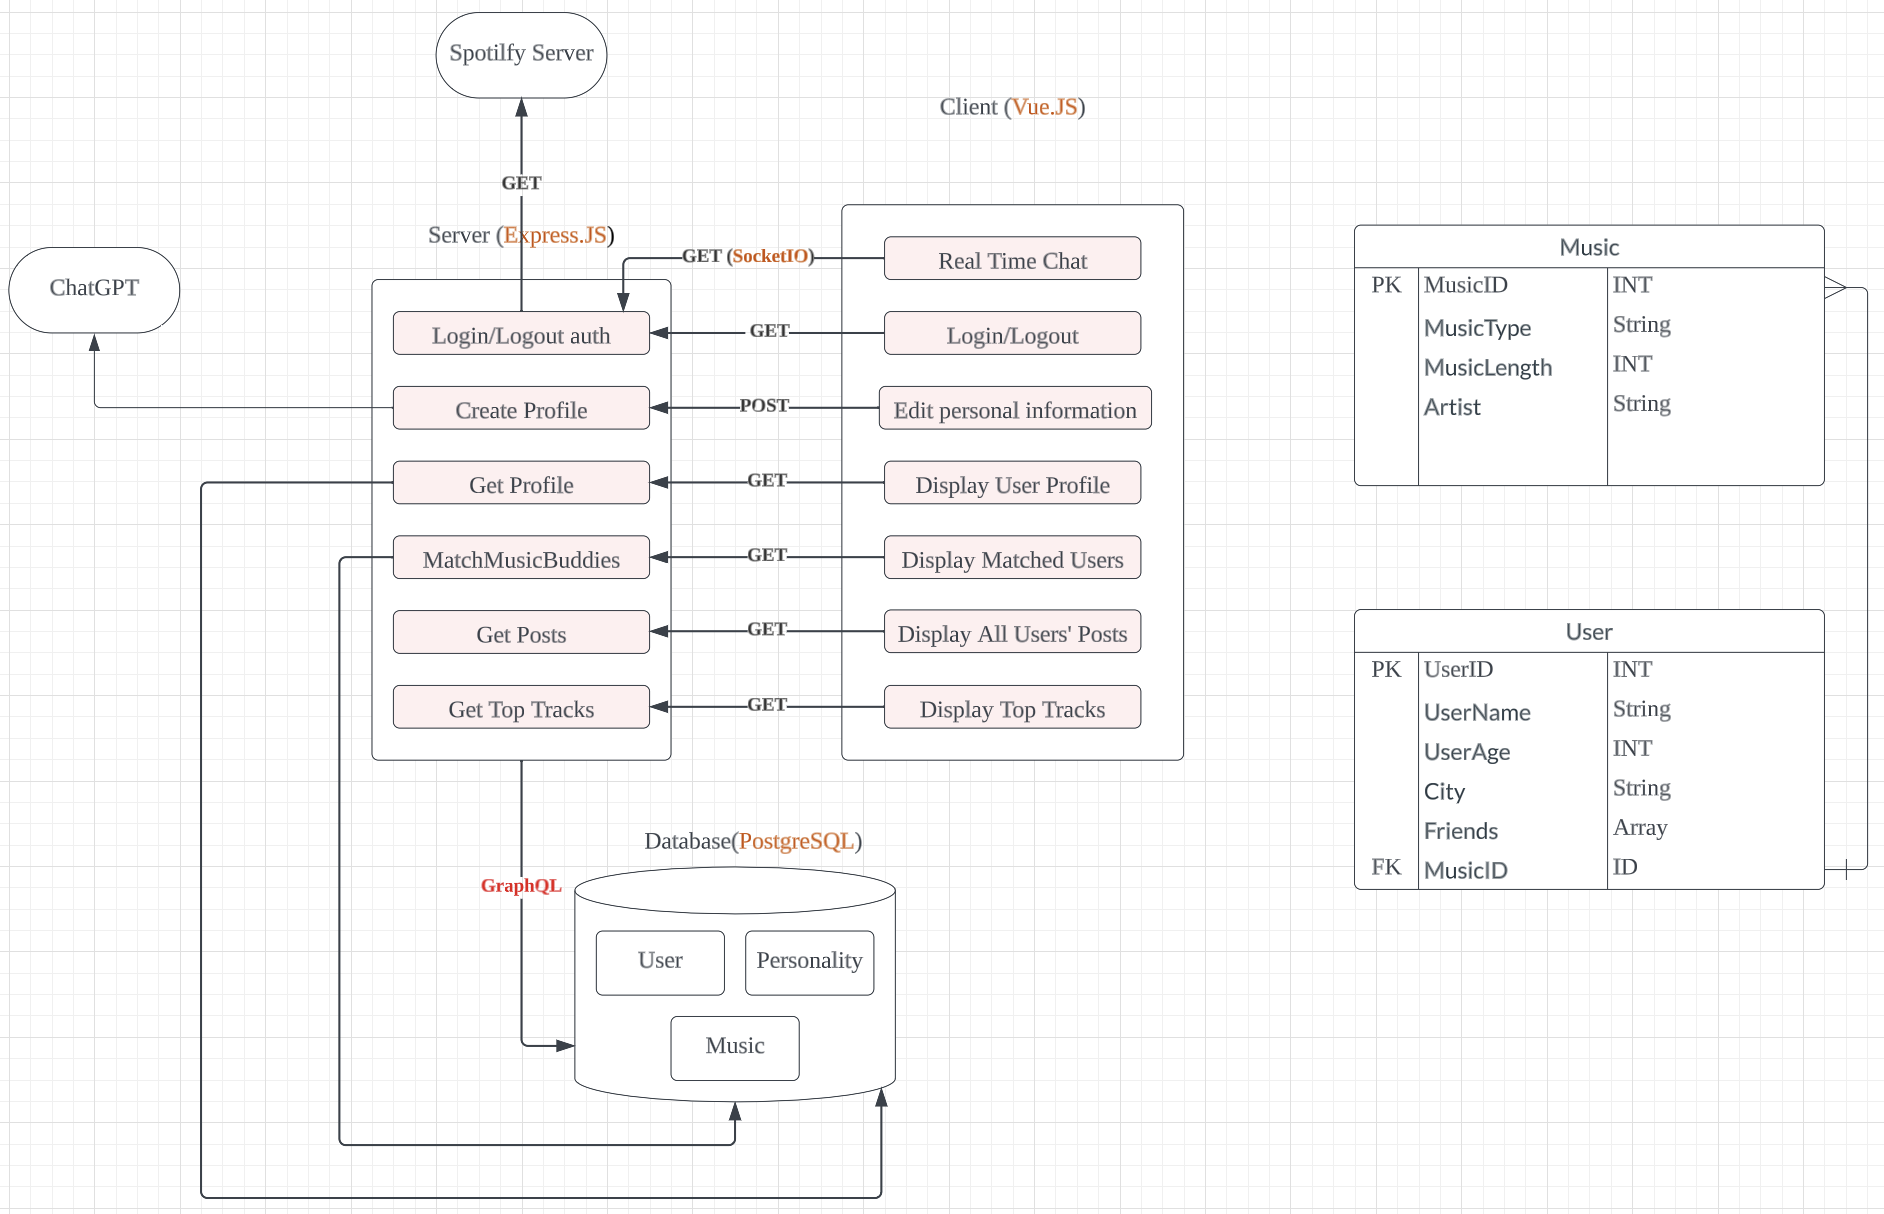 Spotilfy Server
Client (Vue.JS)
GET
Server (Express.JS)
ChatGPT
GET (SocketIO)
Real Time Chat
Login/Logout auth
GET
Login/Logout
Create Profile
POST
Edit personal information
Get Profile
GET
Display User Profile
MatchMusicBuddies
GET
Display Matched Users
Get Posts
GET
Display All Users' Posts
Get Top Tracks
GET
Display Top Tracks
Database(PostgreSQL)
GraphQL
User
Personality
Music
Music
PK MusicID INT
MusicType String
MusicLength INT
Artist String
User
PK UserID INT
UserName String
UserAge INT
City String
Friends Array
FK MusicID ID